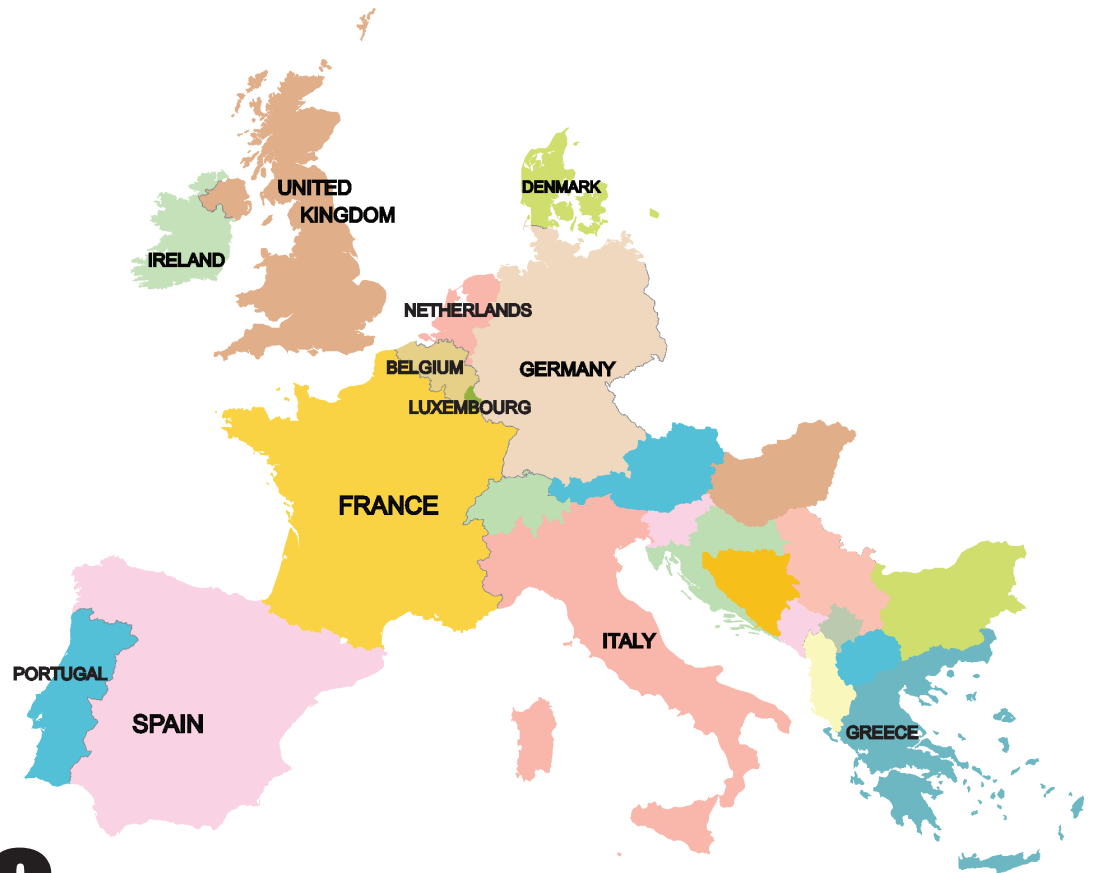 UNITED
KINGDOM
DENMARK
IRELAND
NETHERLANDS
BELGIUM
GERMANY
LUXEMBOURG
FRANCE
ITALY
PORTUGAL
SPAIN
GREECE